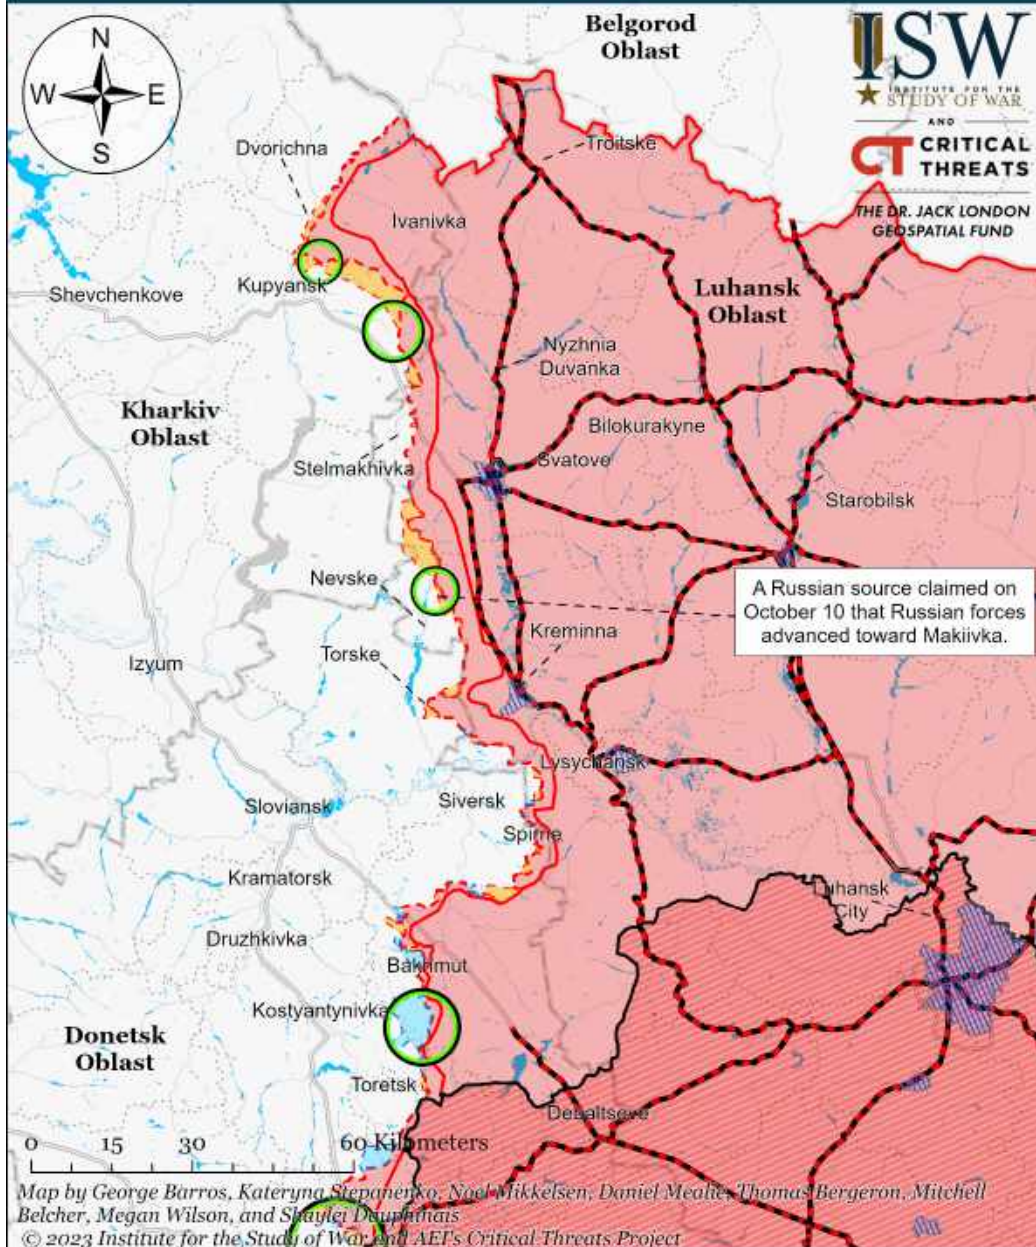 N
W
E
S
Belgorod
Oblast
ISW
INSTITUTE FOR THE
STUDY OF WAR
AND
CT CRITICAL
THREATS
THE DR. JACK LONDON
GEOSPATIAL FUND
Dvorichna
Troitske
Ivanivka
Kupyansk
Shevchenkove
Luhansk
Oblast
Nyzhnia
Duvanka
Kharkiv
Oblast
Bilokurakyne
Stelmakhivka
Svatove
Starobilsk
Nevske
A Russian source claimed on
October 10 that Russian forces
advanced toward Makiivka.
Kreminna
Torske
Izyum
Lysychansk
Sloviansk
Siversk
Spirne
Kramatorsk
Luhansk
City
Druzhkivka
Bakhmut
Kostyantynivka
Donetsk
Oblast
Toretsk
Debaltseve
0 15 30 60 Kilometers
Map by George Barros, Kateryna Stepanenko, Noel Mikkelsen, Daniel Mealie, Thomas Bergeron, Mitchell
Belcher, Megan Wilson, and Shaylei Dauphinais
© 2023 Institute for the Study of War and AEI's Critical Threats Project